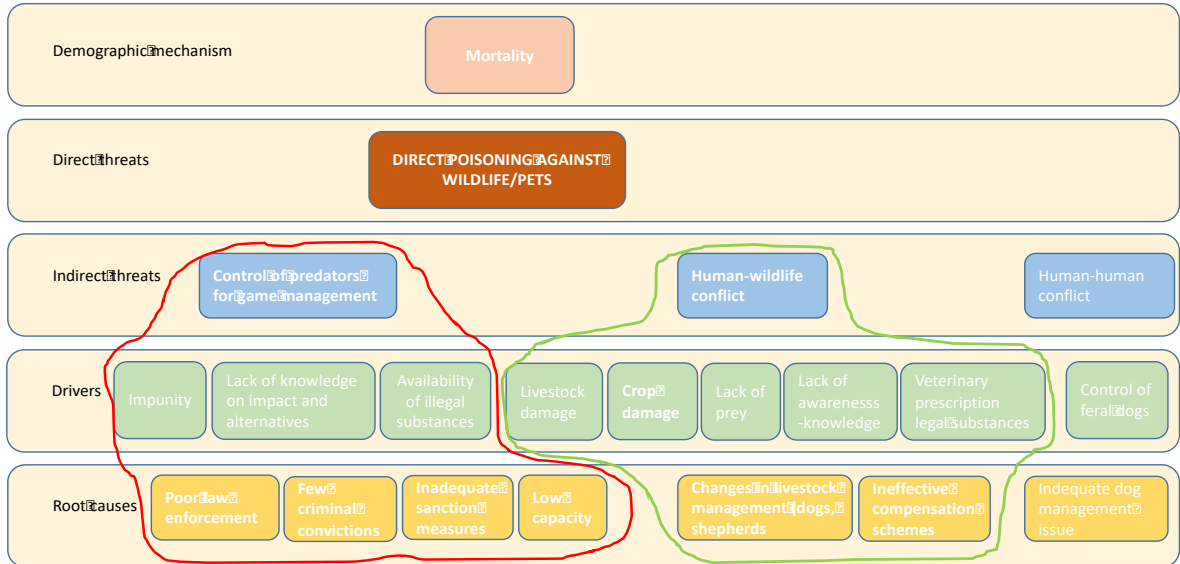 Demographic mechanism
Mortality
Direct threats
DIRECT POISONING AGAINST
WILDLIFE/PETS
Indirect threats
Control of predators
for game management
Human-wildlife
conflict
Human-human
conflict
Drivers
Impunity
Lack of knowledge
on impact and
alternatives
Availability
of illegal
substances
Livestock
damage
Crop
damage
Lack of
prey
Lack of
awarenesss
-knowledge
Veterinary
prescription
legal substances
Control of
feral dogs
Root causes
Poor law
enforcement
Few
criminal
convictions
Inadequate
sanction
measures
Low
capacity
Changes in livestock
management (dogs,
shepherds
Ineffective
compensation
schemes
Indequate dog
management
issue